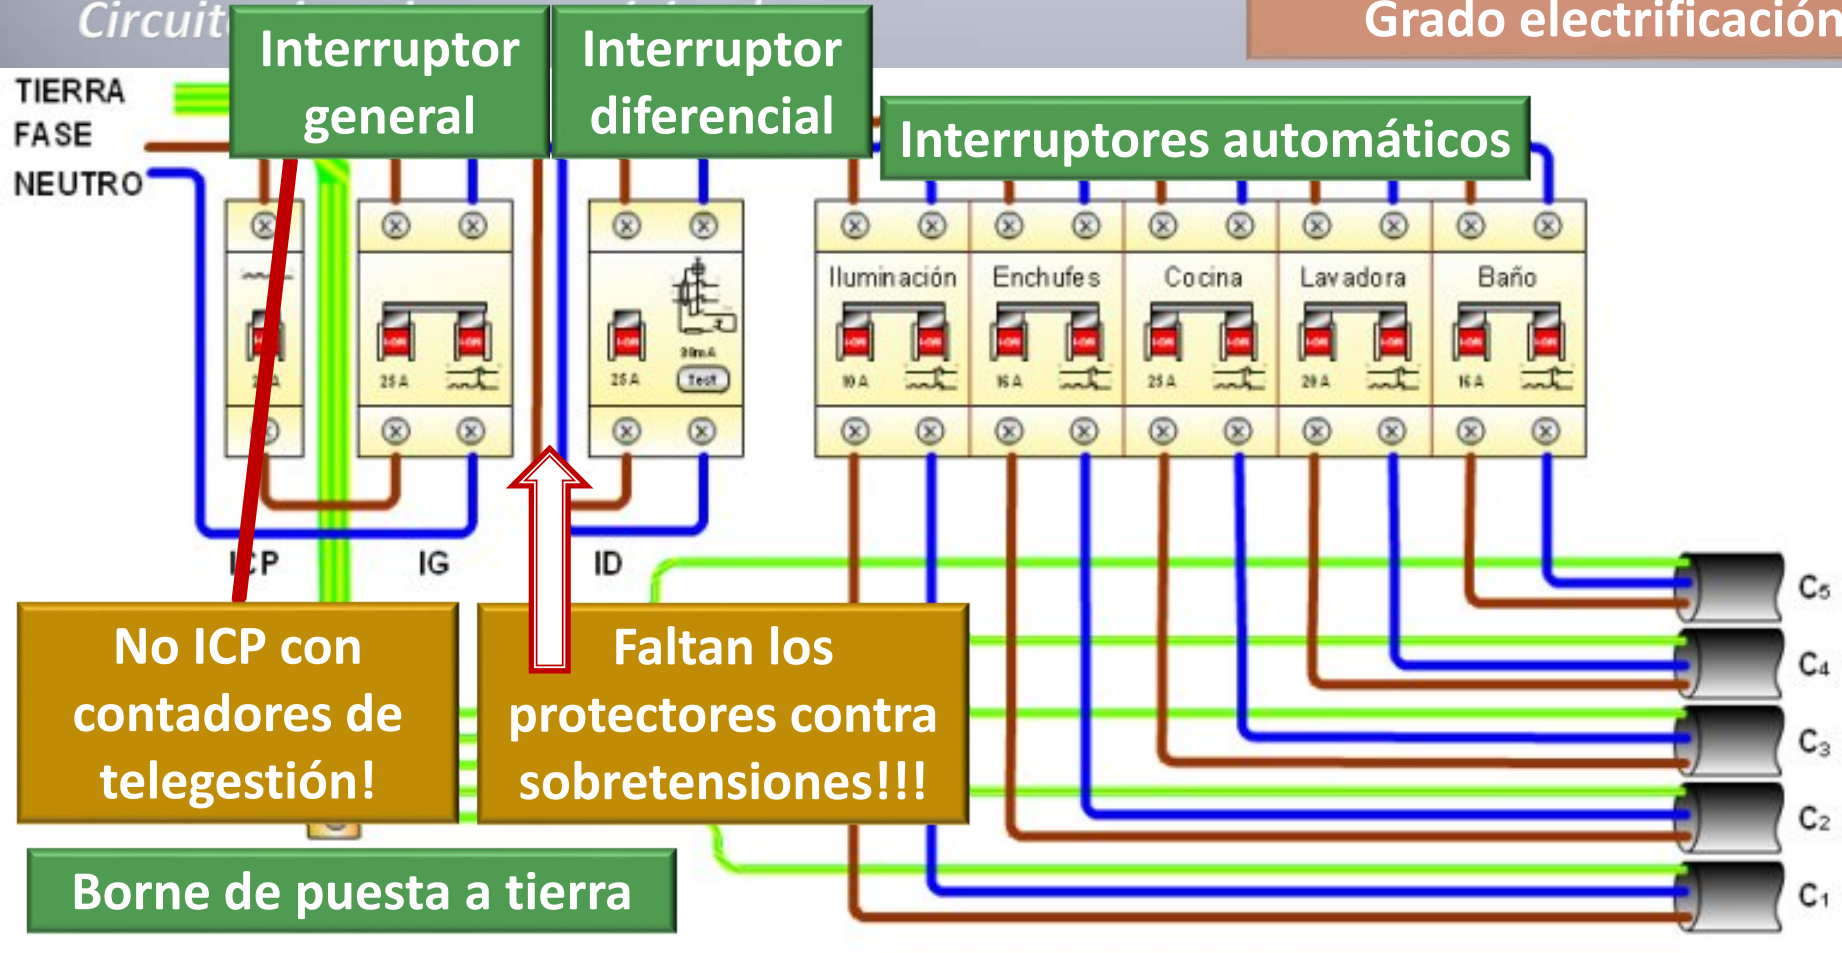 Grado electrificación
Interruptor
general
Interruptor
diferencial
Interruptores automáticos
TIERRA
FASE
NEUTRO
Iluminación
Enchufes
Cocina
Lavadora
Baño
30mA
Test
25 A
25 A
10 A
16 A
25 A
20 A
16 A
ICP
IG
ID
No ICP con
contadores de
telegestión!
Faltan los
protectores contra
sobretensiones!!!
Borne de puesta a tierra
C5
C4
C3
C2
C1